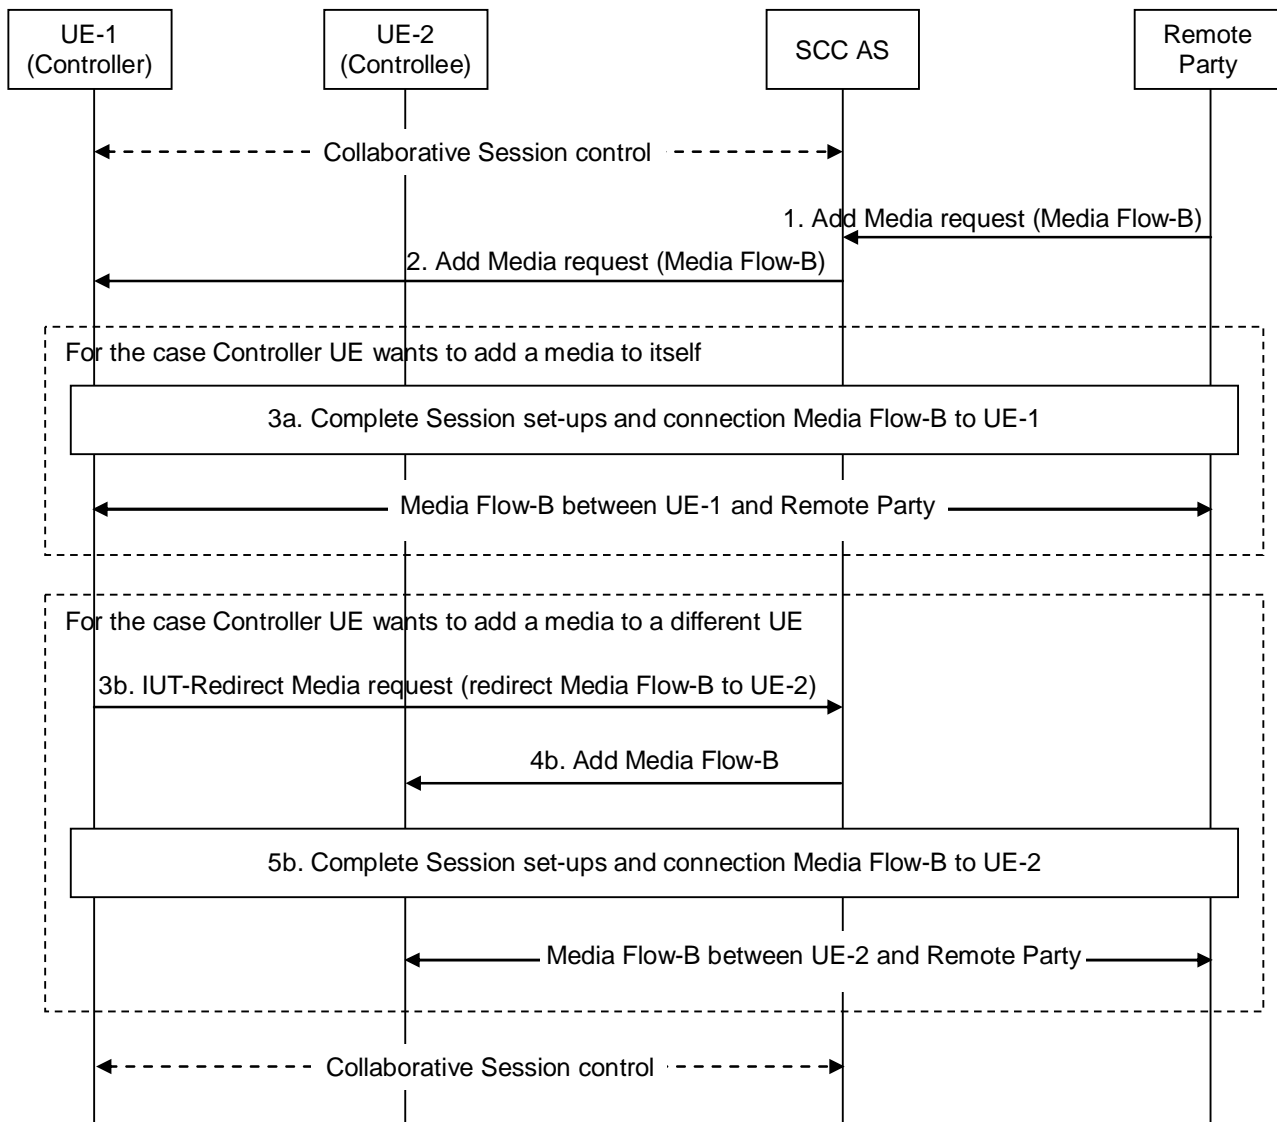 UE-1
(Controller)
UE-2
(Controllee)
SCC AS
Remote
Party
Collaborative Session control
1. Add Media request (Media Flow-B)
2. Add Media request (Media Flow-B)
For the case Controller UE wants to add a media to itself
3a. Complete Session set-ups and connection Media Flow-B to UE-1
Media Flow-B between UE-1 and Remote Party
For the case Controller UE wants to add a media to a different UE
3b. IUT-Redirect Media request (redirect Media Flow-B to UE-2)
4b. Add Media Flow-B
5b. Complete Session set-ups and connection Media Flow-B to UE-2
Media Flow-B between UE-2 and Remote Party
Collaborative Session control